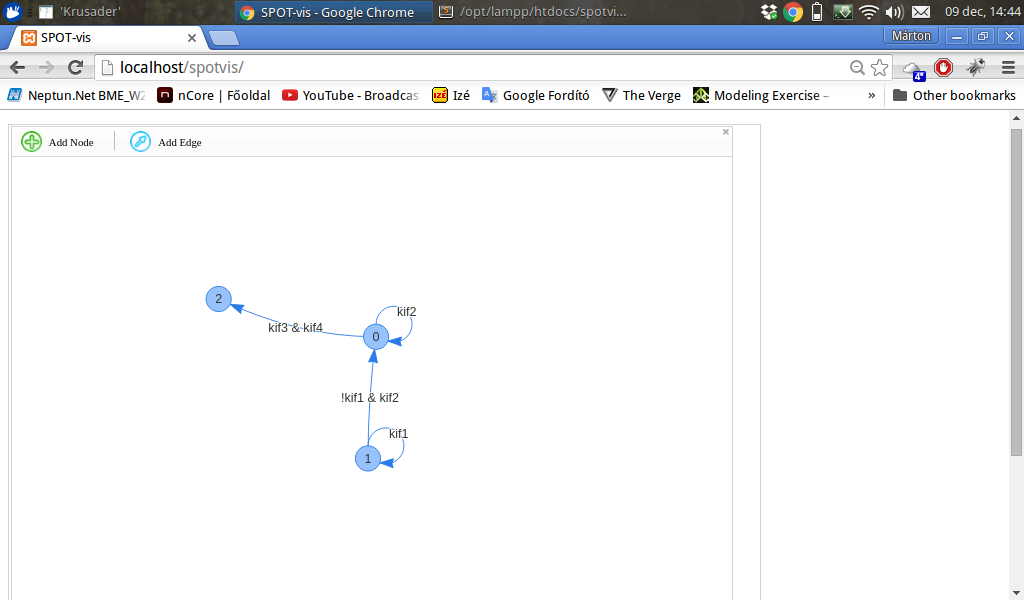 'Krusader' SPOT-vis - Google Chrome /opt/lampp/htdocs/spotvi... 09 dec, 14:44
SPOT-vis Márton
localhost/spotvis/ 4°
Neptun.Net BME_W2 nCore | Főoldal YouTube - Broadcas IZÉ Izé Google Fordító The Verge Modeling Exercise – » Other bookmarks
Add Node Add Edge
2
kif2
kif3 & kif4
0
!kif1 & kif2
kif1
1